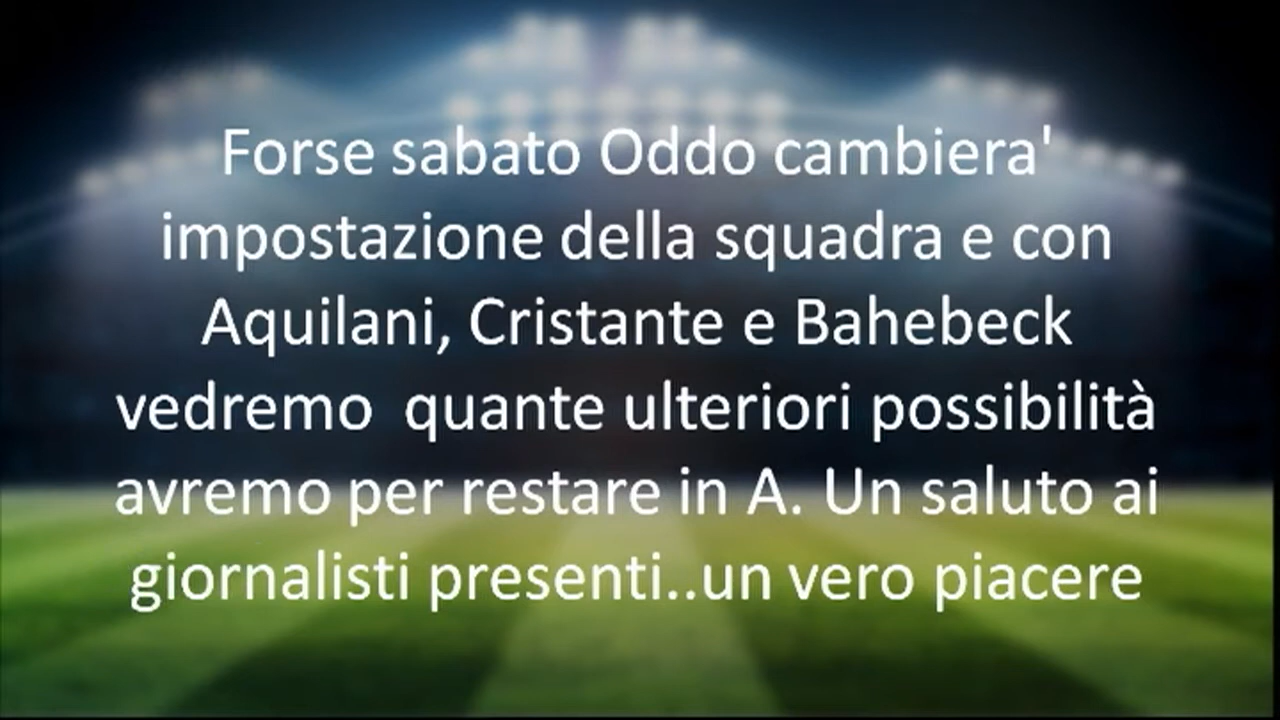 Forse sabato Oddo cambiera'
impostazione della squadra e con
Aquilani, Cristante e Bahebeck
vedremo  quante ulteriori possibilità
avremo per restare in A. Un saluto ai
giornalisti presenti..un vero piacere